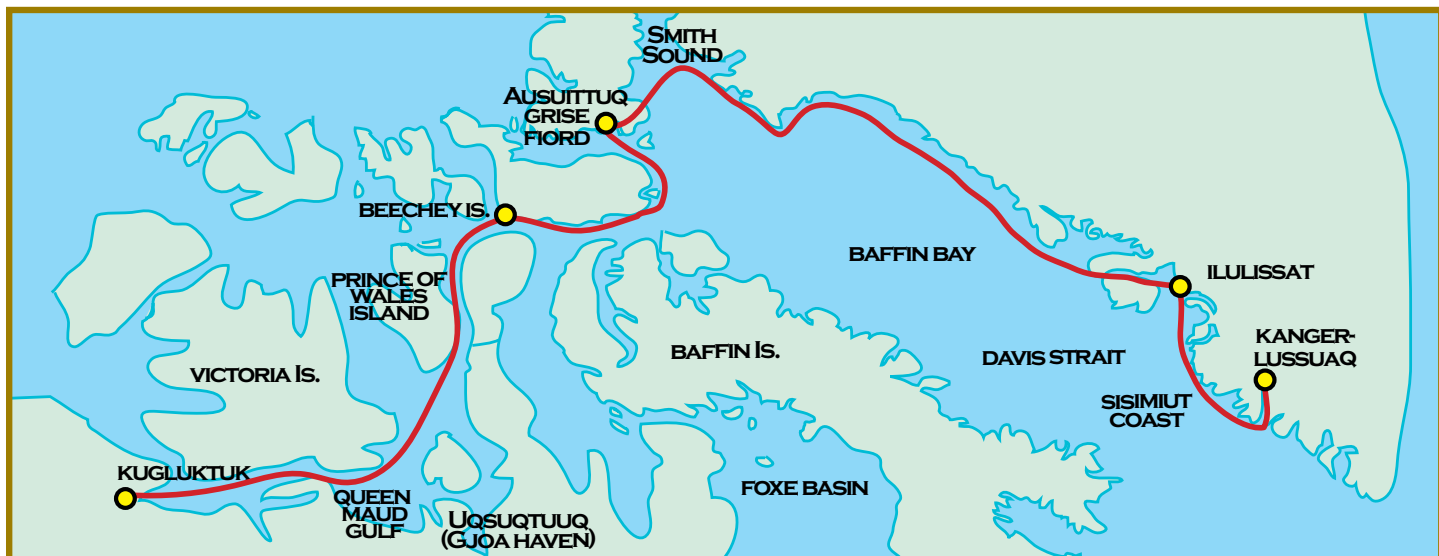 SMITH
SOUND
AUSUITTUQ
GRISE
FIORD
BEECHEY IS.
BAFFIN BAY
ILULISSAT
PRINCE OF
WALES
ISLAND
KANGER-
LUSSUAQ
BAFFIN IS.
DAVIS STRAIT
VICTORIA IS.
SISIMIUT
COAST
KUGLUKTUK
QUEEN
MAUD
GULF
FOXE BASIN
UQSUQTUUQ
(GJOA HAVEN)